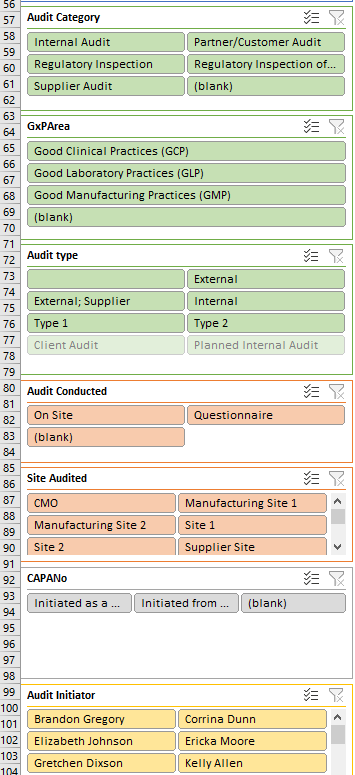 56
57 Audit Category
58 Internal Audit Partner/Customer Audit
59
60 Regulatory Inspection Regulatory Inspection of...
61 Supplier Audit (blank)
62
63
64 GxPArea
65 Good Clinical Practices (GCP)
66
67 Good Laboratory Practices (GLP)
68 Good Manufacturing Practices (GMP)
69 (blank)
70
71
72 Audit type
73 External
74
75 External; Supplier Internal
76 Type 1 Type 2
77 Client Audit Planned Internal Audit
78
79
80 Audit Conducted
81
82 On Site Questionnaire
83 (blank)
84
85
86 Site Audited
87 CMO Manufacturing Site 1
88
89 Manufacturing Site 2 Site 1
90 Site 2 Supplier Site
91
92 CAPANo
93 Initiated as a ... Initiated from ... (blank)
94
95
96
97
98
99 Audit Initiator
100
101 Brandon Gregory Corrina Dunn
102 Elizabeth Johnson Ericka Moore
103 Gretchen Dixson Kelly Allen
104